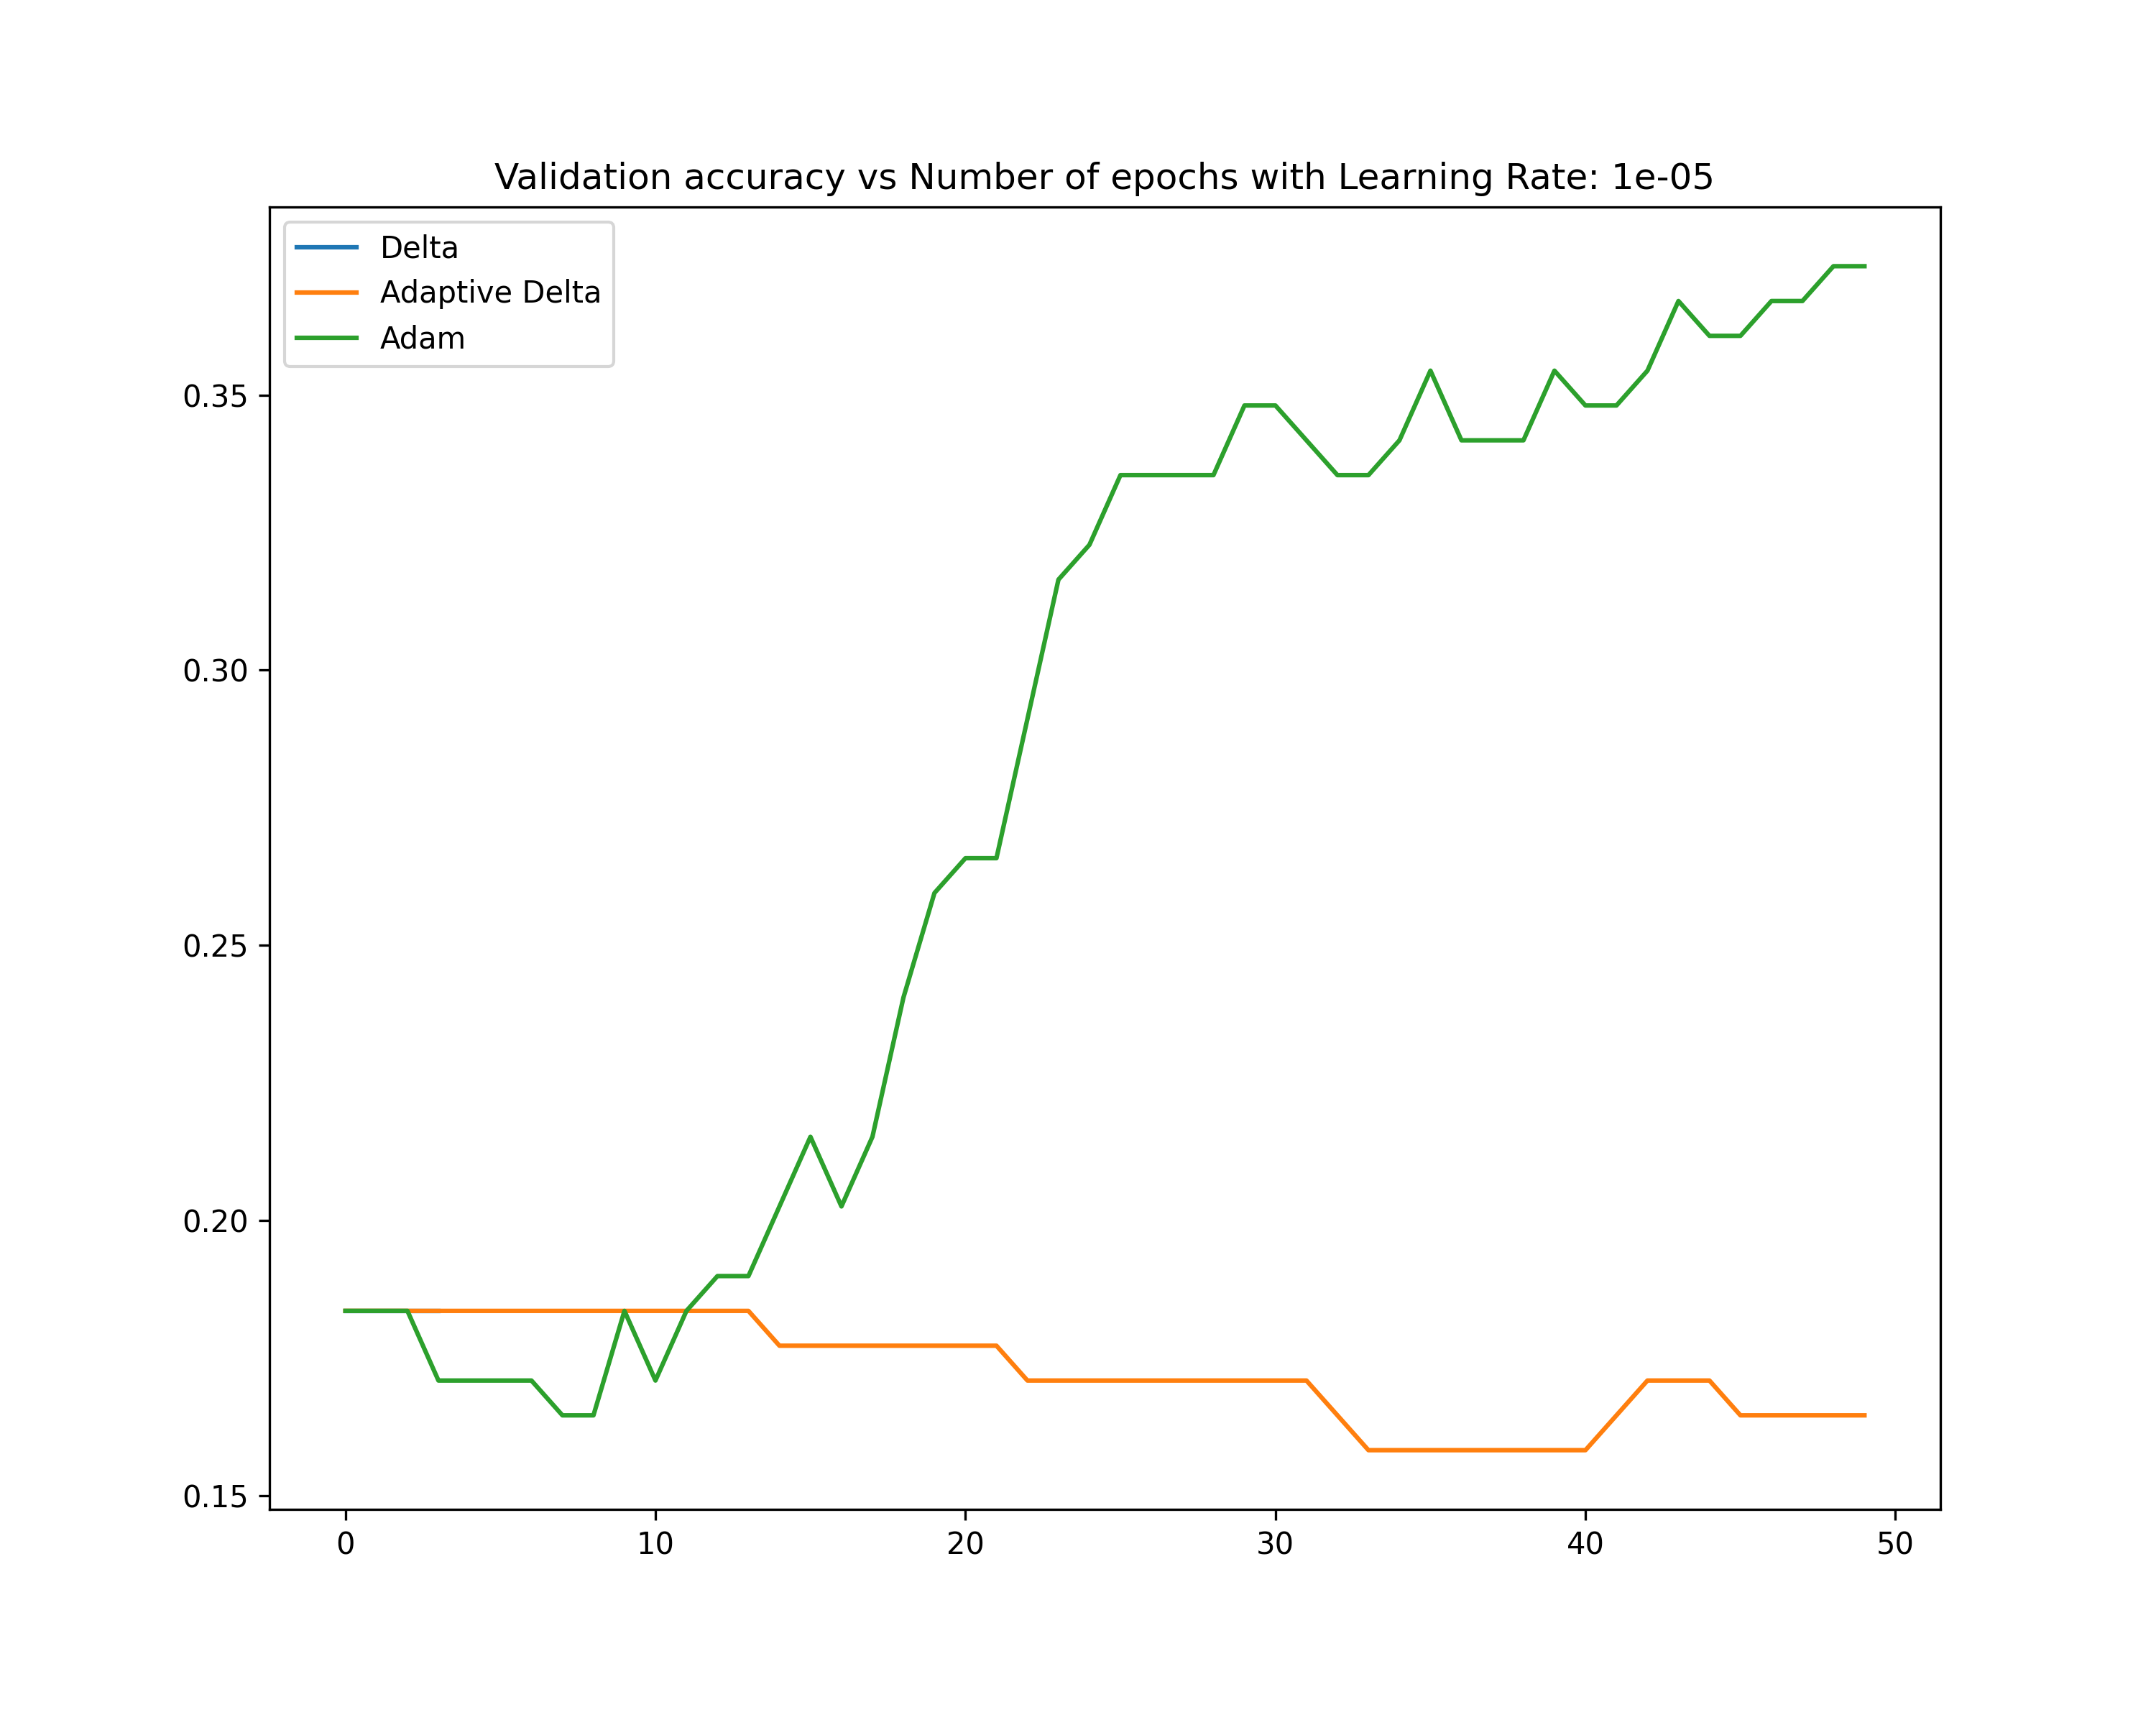 Validation accuracy vs Number of epochs with Learning Rate: 1e-05
Delta
Adaptive Delta
Adam
0.35
0.30
0.25
0.20
0.15
0 10 20 30 40 50